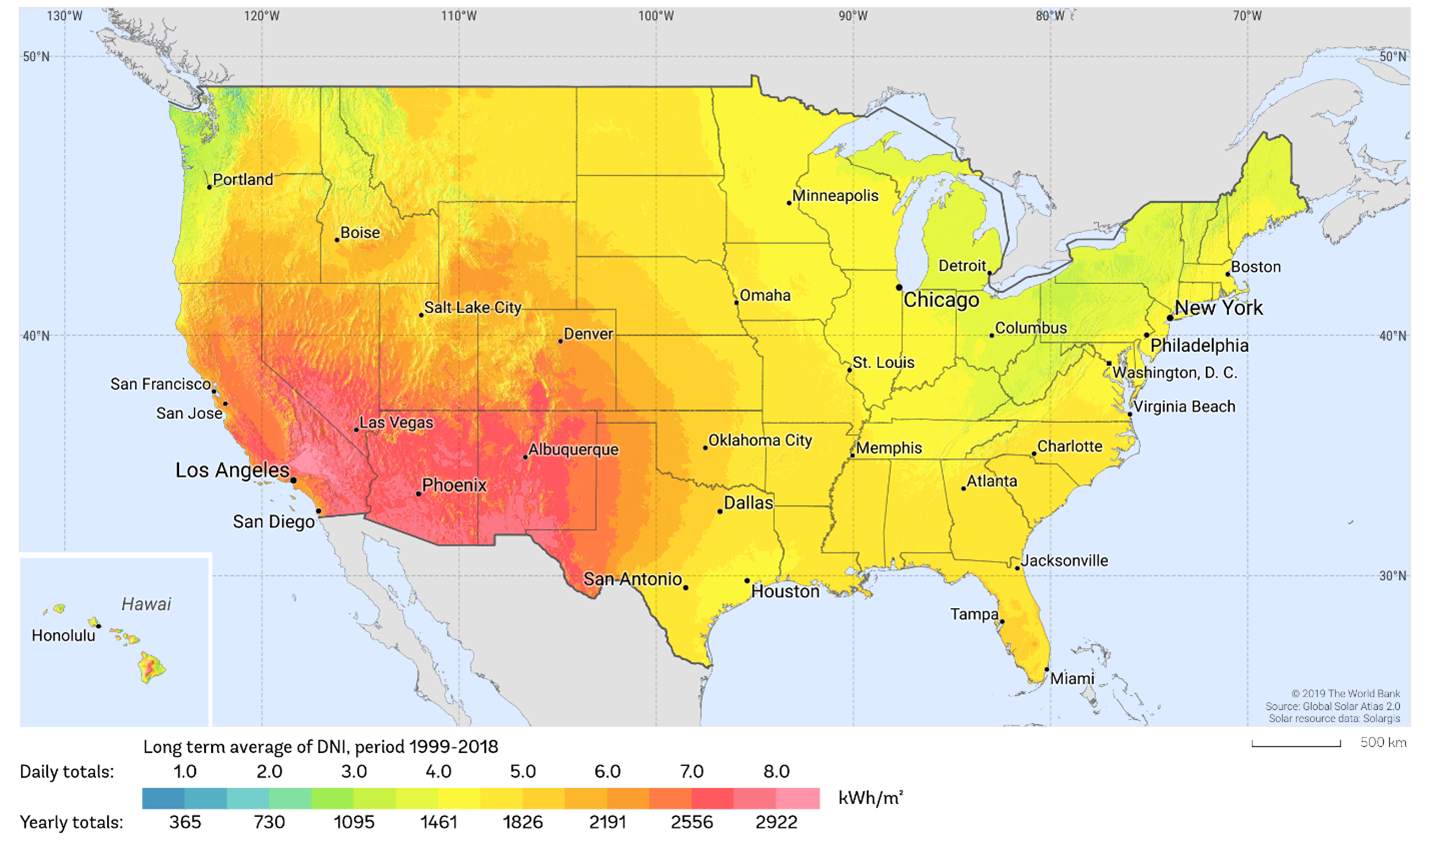 130°W 120°W 110°W 100°W 90°W 80°W 70°W
50°N 50°N
Portland
Minneapolis
Boise
Boston
Detroit
Omaha
Chicago
Salt Lake City
New York
Columbus
Denver
40°N 40°N
Philadelphia
St. Louis
Washington, D. C.
San Francisco
San Jose
Virginia Beach
Las Vegas
Oklahoma City
Memphis
Charlotte
Albuquerque
Los Angeles
Phoenix
Atlanta
Dallas
San Diego
Jacksonville
30°N
San Antonio
Houston
Hawai
Tampa
Honolulu
Miami
© 2019 The World Bank
Source: Global Solar Atlas 2.0
Solar resource data: Solargis
500 km
Long term average of DNI, period 1999-2018
Daily totals: 1.0 2.0 3.0 4.0 5.0 6.0 7.0 8.0
kWh/m²
Yearly totals: 365 730 1095 1461 1826 2191 2556 2922